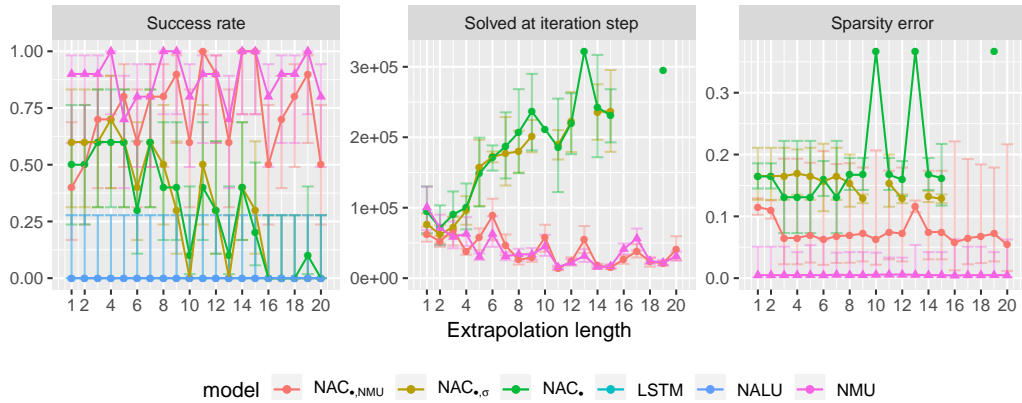 Success rate
Solved at iteration step
Sparsity error
1.00
0.75
0.50
0.25
0.00
3e+05
2e+05
1e+05
0e+00
0.3
0.2
0.1
0.0
1 2 4 6 8 10 12 14 16 18 20
1 2 4 6 8 10 12 14 16 18 20
1 2 4 6 8 10 12 14 16 18 20
Extrapolation length
model NAC•,NMU NAC•,σ NAC• LSTM NALU NMU